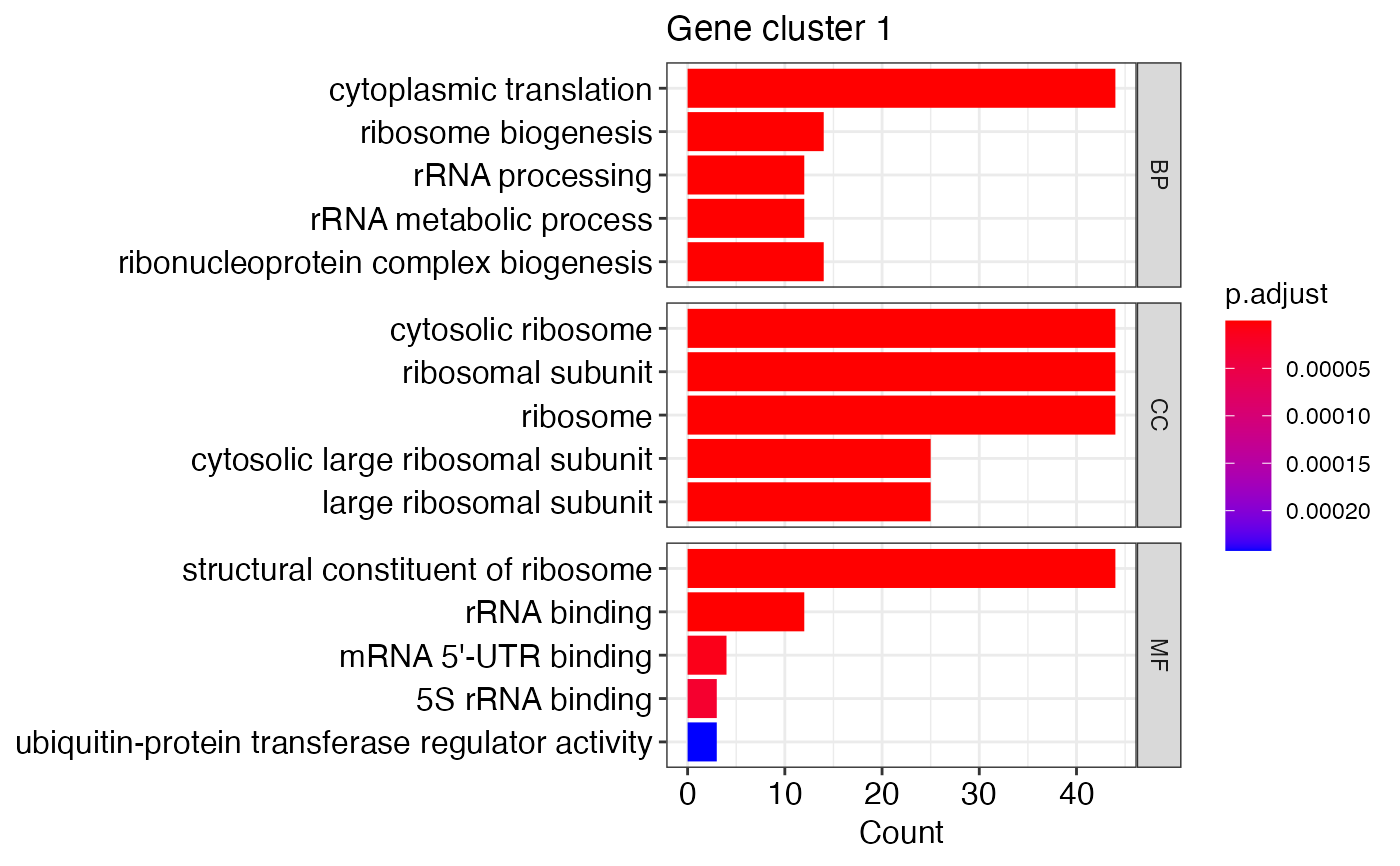 Gene cluster 1
cytoplasmic translation
ribosome biogenesis
rRNA processing
rRNA metabolic process
ribonucleoprotein complex biogenesis
BP
cytosolic ribosome
ribosomal subunit
ribosome
cytosolic large ribosomal subunit
large ribosomal subunit
CC
structural constituent of ribosome
rRNA binding
mRNA 5'-UTR binding
5S rRNA binding
ubiquitin-protein transferase regulator activity
MF
0 10 20 30 40
Count
p.adjust
0.00005
0.00010
0.00015
0.00020